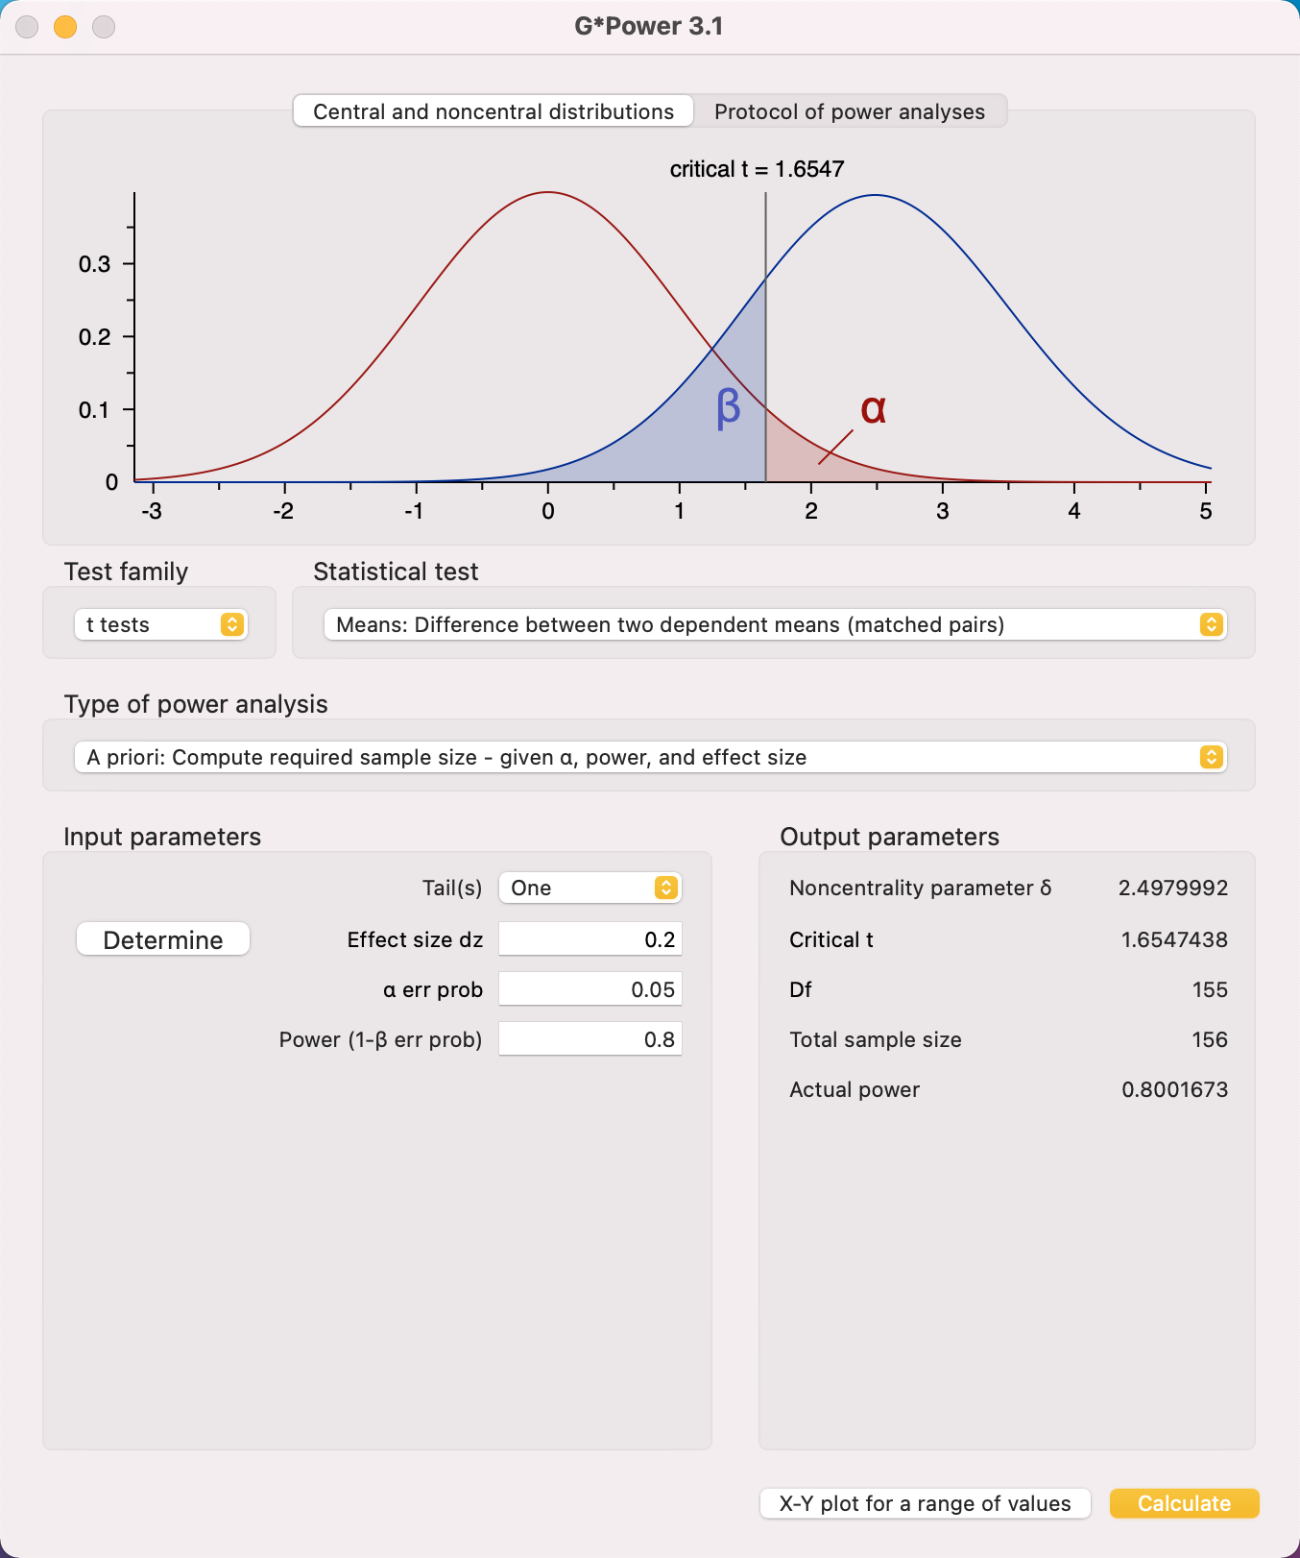 G*Power 3.1
Central and noncentral distributions Protocol of power analyses
critical t = 1.6547
0.3
0.2
0.1
0
β
α
-3 -2 -1 0 1 2 3 4 5
Test family Statistical test
t tests Means: Difference between two dependent means (matched pairs)
Type of power analysis
A priori: Compute required sample size - given α, power, and effect size
Input parameters Output parameters
Tail(s) One Noncentrality parameter δ 2.4979992
Determine Effect size dz 0.2 Critical t 1.6547438
α err prob 0.05 Df 155
Power (1-β err prob) 0.8 Total sample size 156
Actual power 0.8001673
X-Y plot for a range of values Calculate